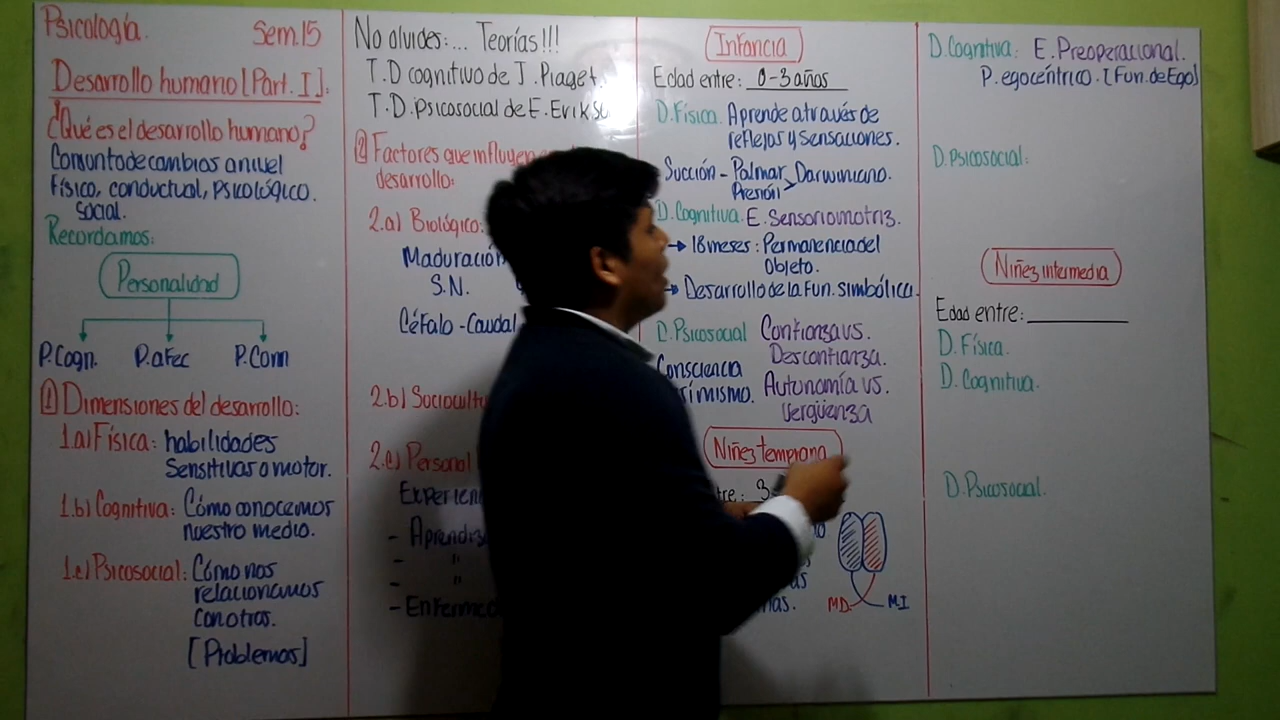 Psicología. Sem.15
Desarrollo humano [Part. I]:
¿Qué es el desarrollo humano?
Conjunto de cambios a nivel
Físico, conductual, psicológico.
Social.
Recordamos:
Personalidad
P.Cogn. P.afec P.Conn
① Dimensiones del desarrollo:
1.a) Física: habilidades
Sensitivas o motor.
1.b) Cognitiva: Cómo conocemos
nuestro medio.
1.c) Psicosocial: Cómo nos
relacionamos
con otros.
[Problemas]
No olvides:... Teorías!!!
T.D cognitivo de J. Piaget.
T.D. psicosocial de E. Erikso
② Factores que influyen en
desarrollo:
2.a) Biológico:
Maduración
S.N.
Céfalo - Caudal
2.b) Sociocultu
2.c) Personal
Experien
- Aprendiz
- "
- "
- Enfermed
Infancia
Edad entre: 0-3 años
D.Física. Aprende através de
reflejos y sensaciones.
Succión - Palmar Darwiniano.
Presión
D.Cognitiva. E. Sensoriomotriz.
→ 18 meses: Permanencia del
Objeto.
→ Desarrollo de la Fun. simbólica.
D.Psicosocial Confianza vs.
Desconfianza.
Consciencia
sí mismo. Autonomía vs.
vergüenza
Niñez temprana
tre: 3
MD MI
D.Cognitiva: E. Preoperacional.
P. egocéntrico. [Fun. de Ego]
D.Psicosocial:
Niñez intermedia
Edad entre:
D.Física.
D.Cognitiva.
D.Psicosocial.